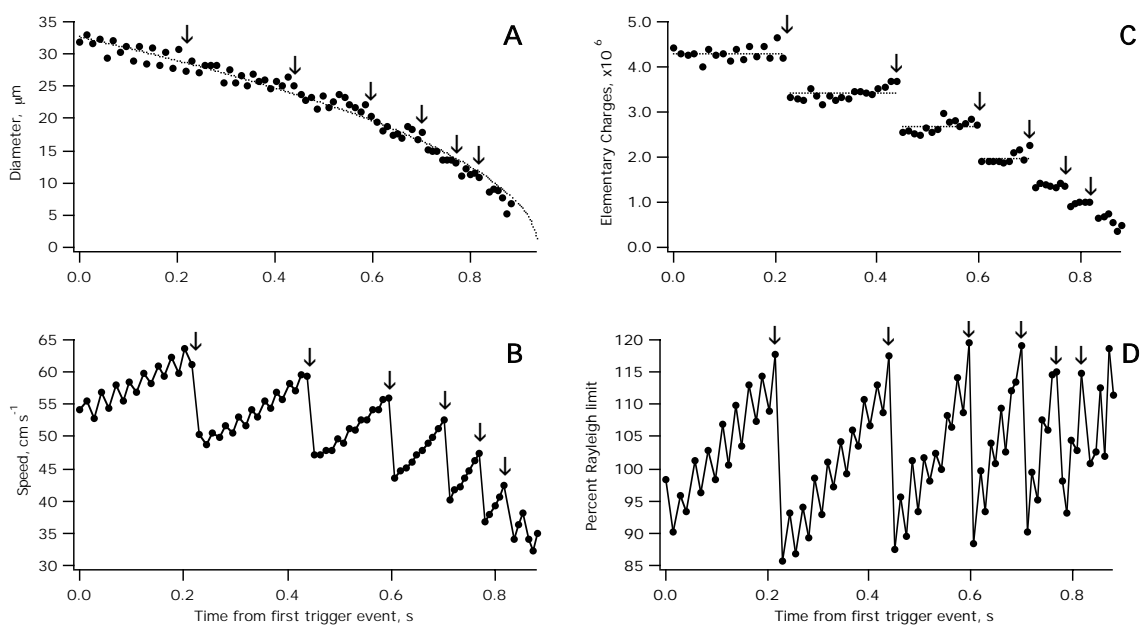 A
Diameter, µm
35
30
25
20
15
10
5
0
0.0 0.2 0.4 0.6 0.8
C
Elementary Charges, x10⁻⁶
5.0
4.0
3.0
2.0
1.0
0.0
0.0 0.2 0.4 0.6 0.8
B
Speed, cm s⁻¹
65
60
55
50
45
40
35
30
0.0 0.2 0.4 0.6 0.8
Time from first trigger event, s
D
Percent Rayleigh limit
120
115
110
105
100
95
90
85
0.0 0.2 0.4 0.6 0.8
Time from first trigger event, s